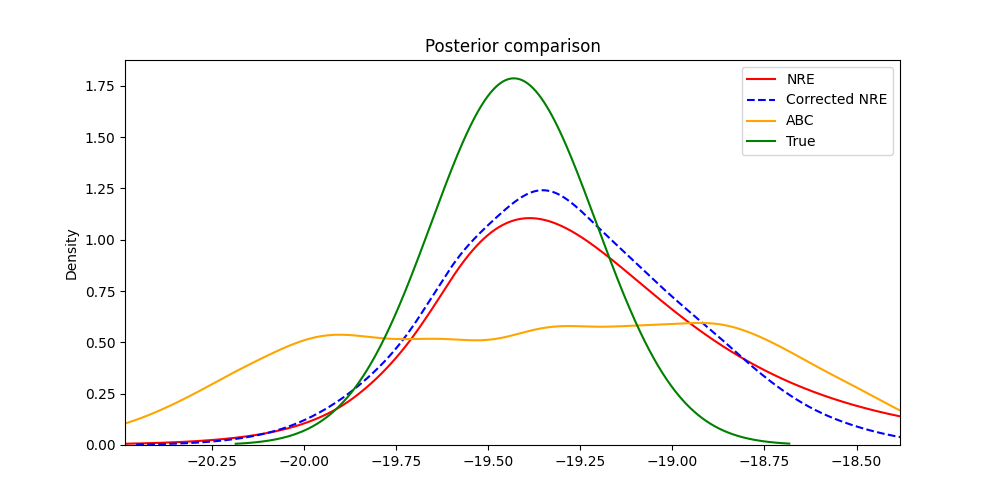 Posterior comparison
NRE
Corrected NRE
ABC
True
Density
1.75
1.50
1.25
1.00
0.75
0.50
0.25
0.00
−20.25
−20.00
−19.75
−19.50
−19.25
−19.00
−18.75
−18.50